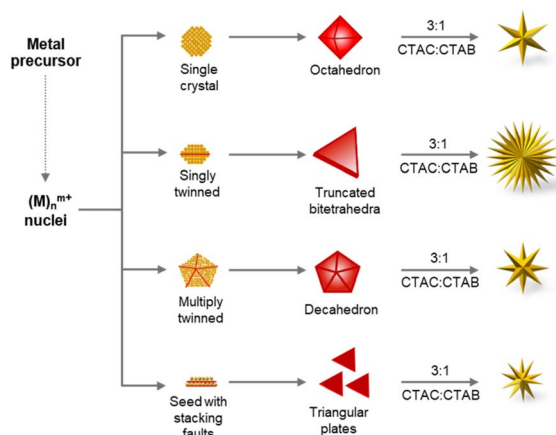 Metal
precursor
(M)ₙᵐ⁺
nuclei
Single
crystal
Octahedron
3:1
CTAC:CTAB
Singly
twinned
Truncated
bitetrahedra
3:1
CTAC:CTAB
Multiply
twinned
Decahedron
3:1
CTAC:CTAB
Seed with
stacking
faults
Triangular
plates
3:1
CTAC:CTAB